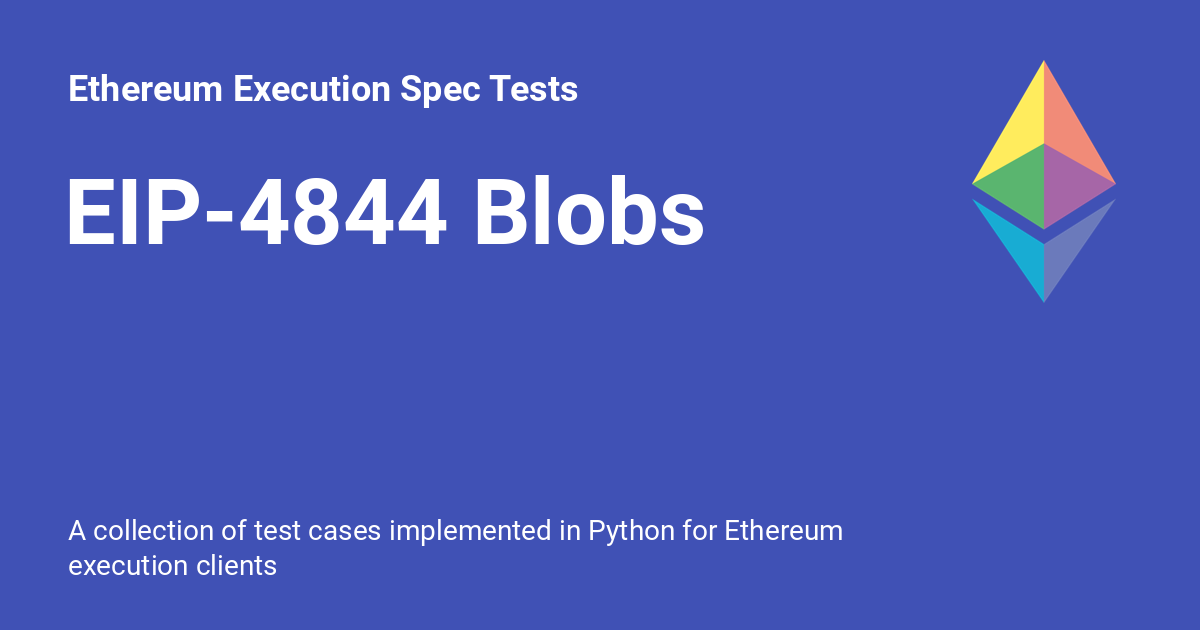 Ethereum Execution Spec Tests
EIP-4844 Blobs
A collection of test cases implemented in Python for Ethereum
execution clients